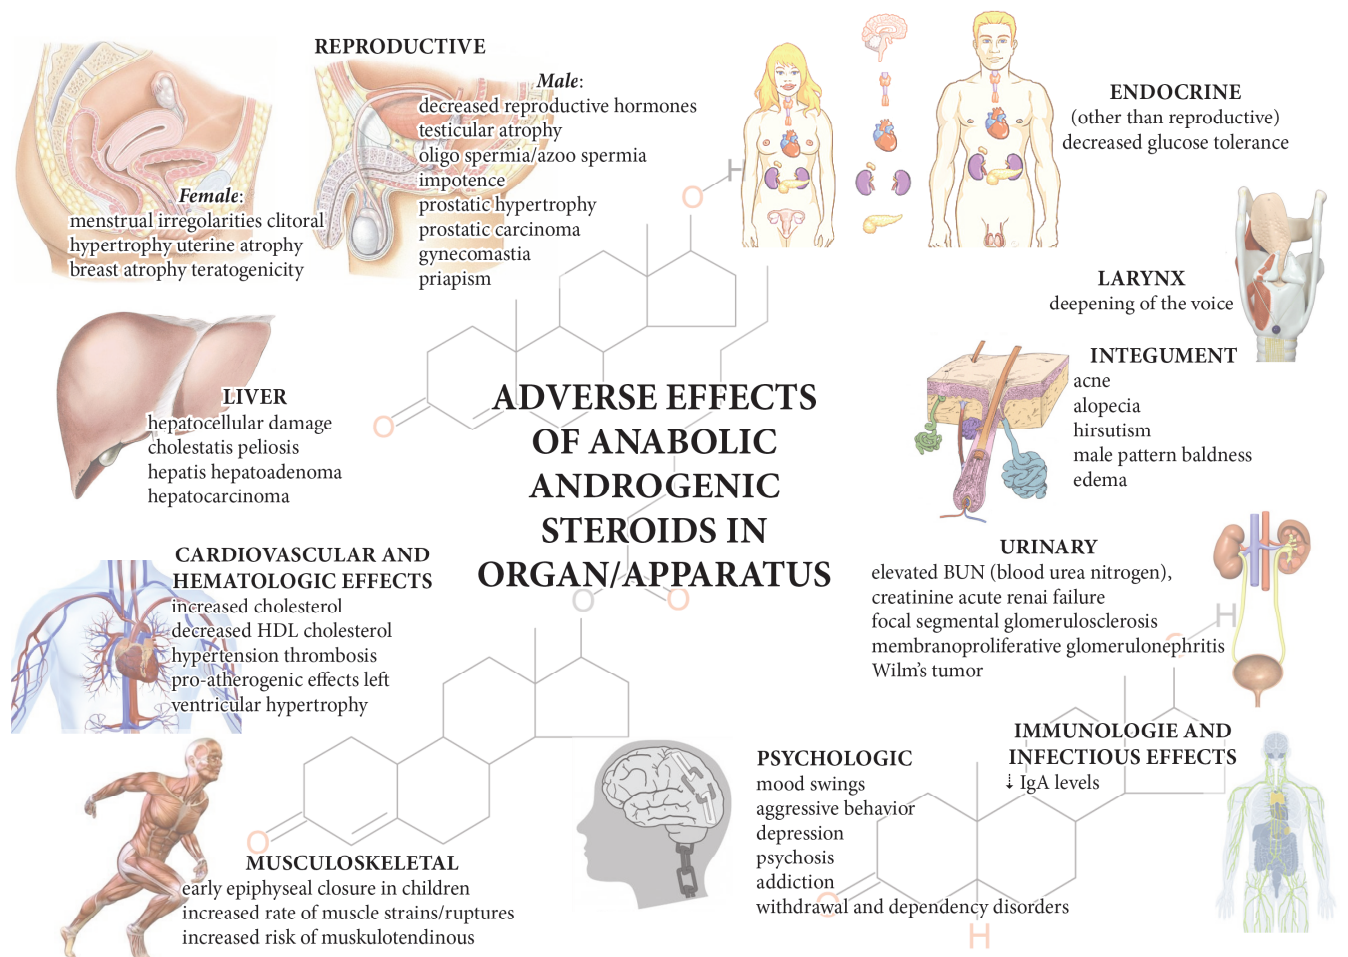 REPRODUCTIVE
Male:
decreased reproductive hormones
testicular atrophy
oligo spermia/azoo spermia
impotence
prostatic hypertrophy
prostatic carcinoma
gynecomastia
priapism
Female:
menstrual irregolarities clitoral
hypertrophy uterine atrophy
breast atrophy teratogenicity
ENDOCRINE
(other than reproductive)
decreased glucose tolerance
LARYNX
deepening of the voice
LIVER
hepatocellular damage
cholestatis peliosis
hepatis hepatoadenoma
hepatocarcinoma
ADVERSE EFFECTS
OF ANABOLIC
ANDROGENIC
STEROIDS IN
ORGAN/APPARATUS
INTEGUMENT
acne
alopecia
hirsutism
male pattern baldness
edema
CARDIOVASCULAR AND
HEMATOLOGIC EFFECTS
increased cholesterol
decreased HDL cholesterol
hypertension thrombosis
pro-atherogenic effects left
ventricular hypertrophy
URINARY
elevated BUN (blood urea nitrogen),
creatinine acute renai failure
focal segmental glomerulosclerosis
membranoproliferative glomerulonephritis
Wilm's tumor
MUSCULOSKELETAL
early epiphyseal closure in children
increased rate of muscle strains/ruptures
increased risk of muskulotendinous
PSYCHOLOGIC
mood swings
aggressive behavior
depression
psychosis
addiction
withdrawal and dependency disorders
IMMUNOLOGIE AND
INFECTIOUS EFFECTS
⇣ IgA levels
O
H
O
O
O
O
O
H
O
H